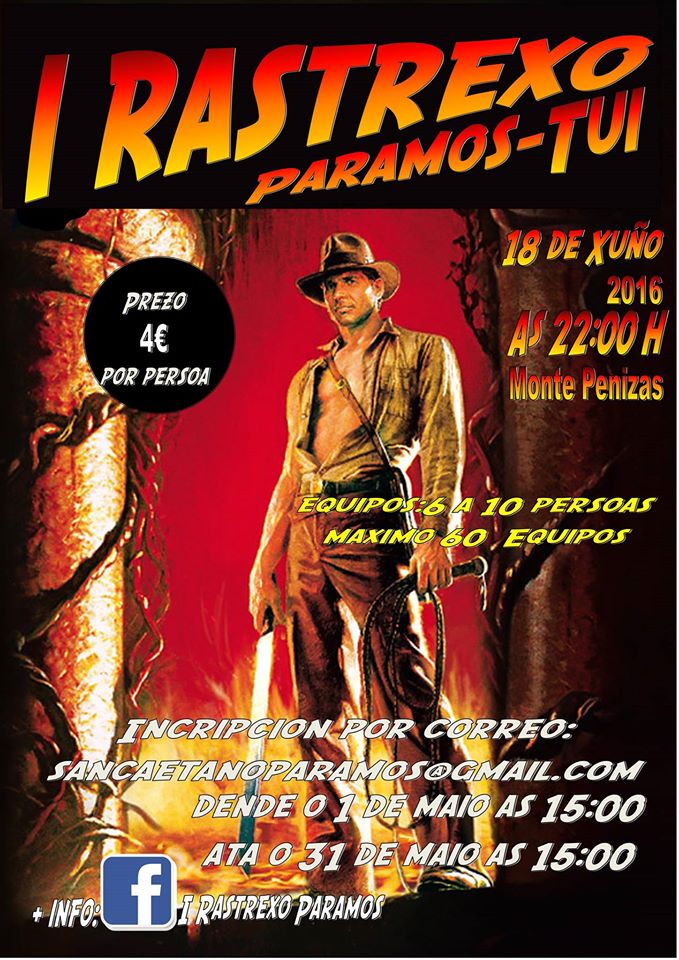 I RASTREXO
PARAMOS-TUI
18 DE XUÑO
2016
AS 22:00 H
Monte Penizas
PREZO
4€
POR PERSOA
EQUIPOS:6 A 10 PERSOAS
MAXIMO 60 EQUIPOS
INCRIPCION POR CORREO:
SANCAETANOPARAMOS@GMAIL.COM
DENDE O 1 DE MAIO AS 15:00
ATA O 31 DE MAIO AS 15:00
+ INFO: f I RASTREXO PARAMOS